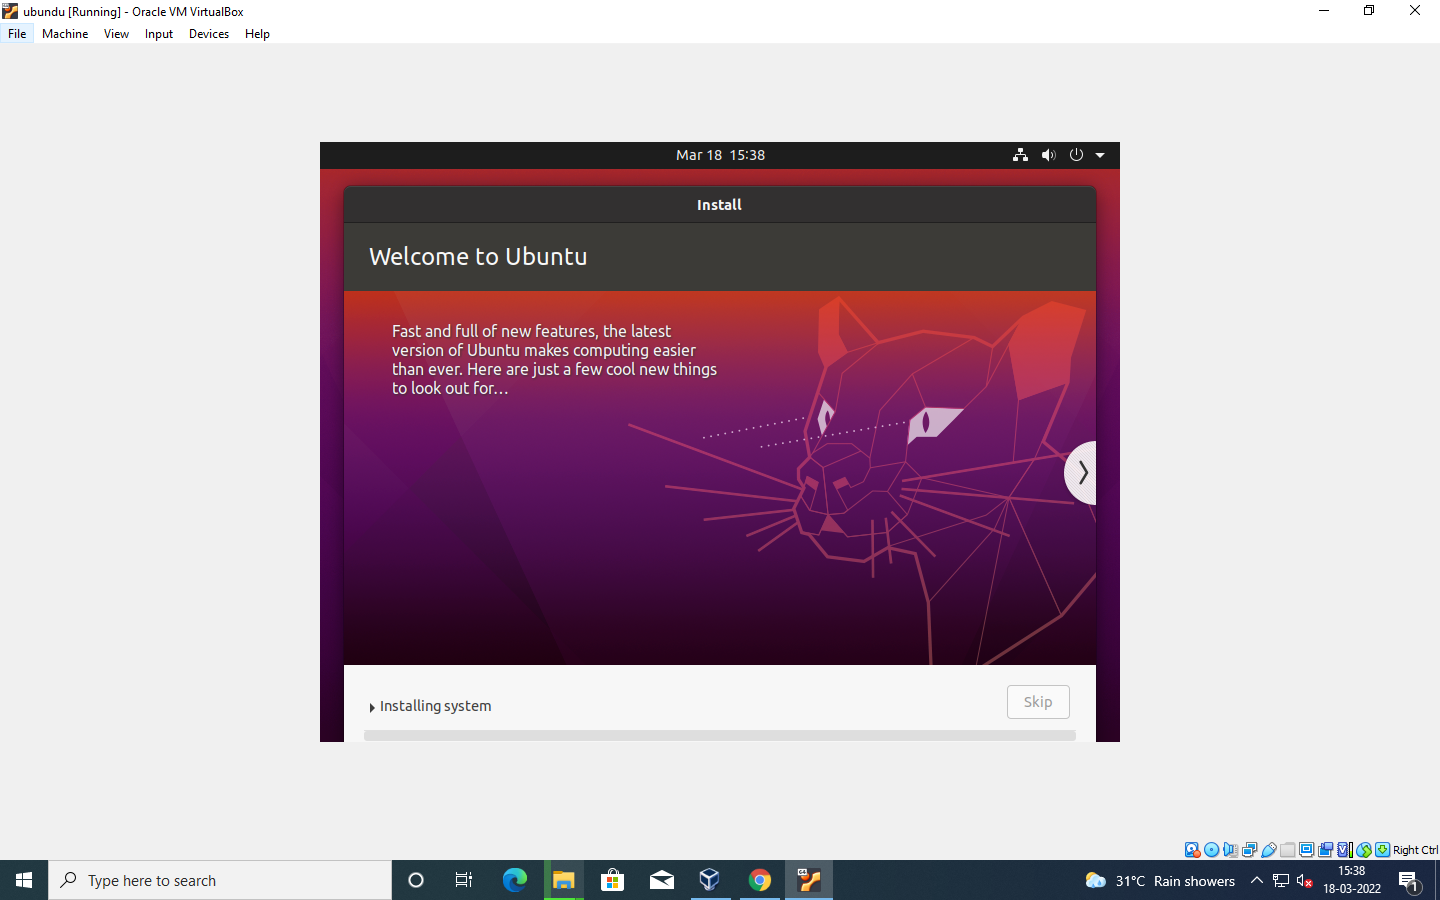 ubundu [Running] - Oracle VM VirtualBox
File Machine View Input Devices Help
Mar 18 15:38
Install
Welcome to Ubuntu
Fast and full of new features, the latest
version of Ubuntu makes computing easier
than ever. Here are just a few cool new things
to look out for…
Installing system
Skip
Right Ctrl
Type here to search
31°C Rain showers
15:38
18-03-2022
1